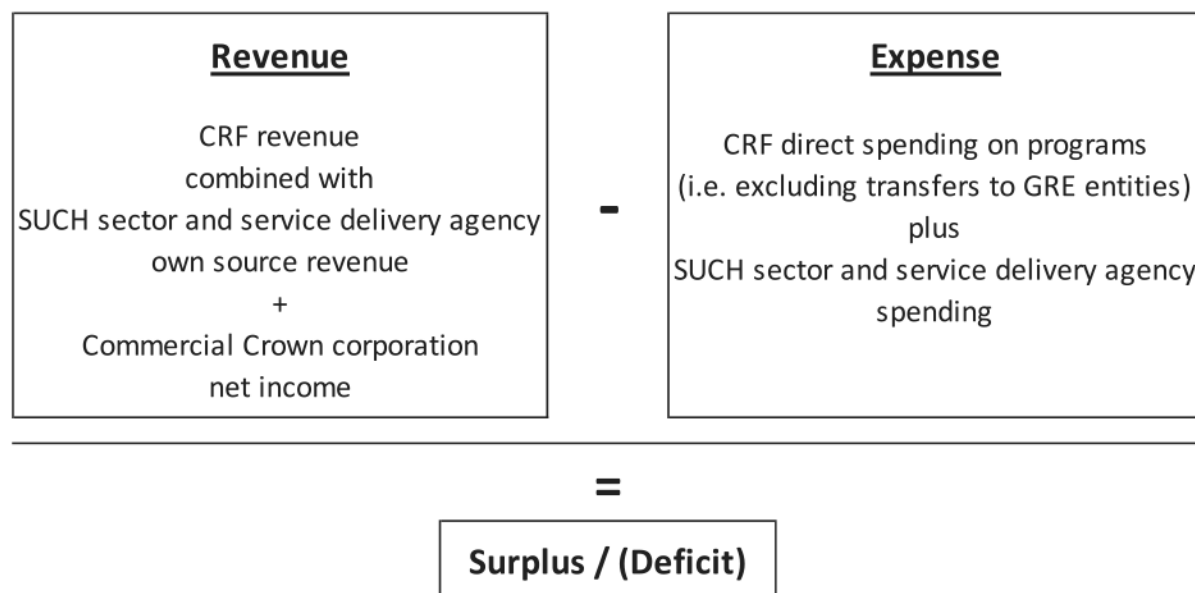 Revenue
CRF revenue
combined with
SUCH sector and service delivery agency
own source revenue
+
Commercial Crown corporation
net income
-
Expense
CRF direct spending on programs
(i.e. excluding transfers to GRE entities)
plus
SUCH sector and service delivery agency
spending
=
Surplus / (Deficit)